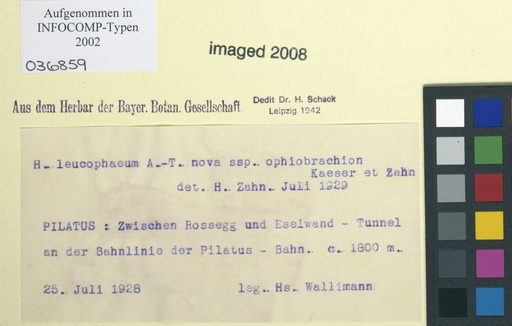 Aufgenommen in
INFOCOMP-Typen
2002
036859
imaged 2008
Aus dem Herbar der Bayer. Botan. Gesellschaft.
Dedit Dr. H. Schack
Leipzig 1942
H. leucophaeum A.-T. nova ssp. ophiobrachion
Kaeser et Zahn
det. H. Zahn. Juli 1929
PILATUS : Zwischen Rossegg und Eselwand - Tunnel
an der Bahnlinie der Pilatus - Bahn. c. 1800 m.
25. Juli 1928
leg. Hs. Wallimann